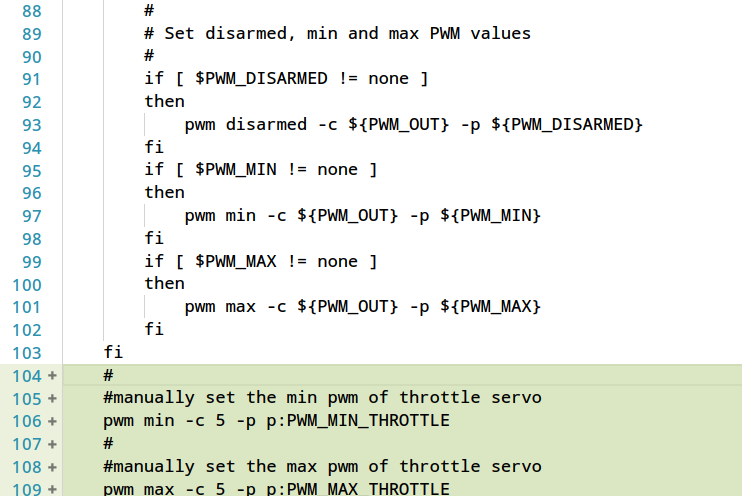 88 #
89 # Set disarmed, min and max PWM values
90 #
91 if [ $PWM_DISARMED != none ]
92 then
93 pwm disarmed -c ${PWM_OUT} -p ${PWM_DISARMED}
94 fi
95 if [ $PWM_MIN != none ]
96 then
97 pwm min -c ${PWM_OUT} -p ${PWM_MIN}
98 fi
99 if [ $PWM_MAX != none ]
100 then
101 pwm max -c ${PWM_OUT} -p ${PWM_MAX}
102 fi
103 fi
104 + #
105 + #manually set the min pwm of throttle servo
106 + pwm min -c 5 -p p:PWM_MIN_THROTTLE
107 + #
108 + #manually set the max pwm of throttle servo
109 + pwm max -c 5 -p p:PWM_MAX_THROTTLE